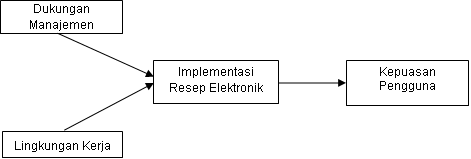 Dukungan
Manajemen
Implementasi
Resep Elektronik
Kepuasan
Pengguna
Lingkungan Kerja